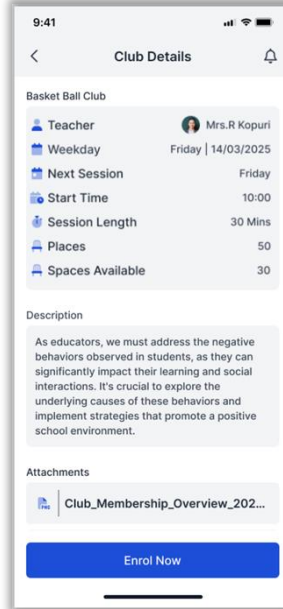 9:41
Club Details
Basket Ball Club
Teacher Mrs.R Kopuri
Weekday Friday | 14/03/2025
Next Session Friday
Start Time 10:00
Session Length 30 Mins
Places 50
Spaces Available 30
Description
As educators, we must address the negative
behaviors observed in students, as they can
significantly impact their learning and social
interactions. It's crucial to explore the
underlying causes of these behaviors and
implement strategies that promote a positive
school environment.
Attachments
PNG Club_Membership_Overview_202...
Enrol Now